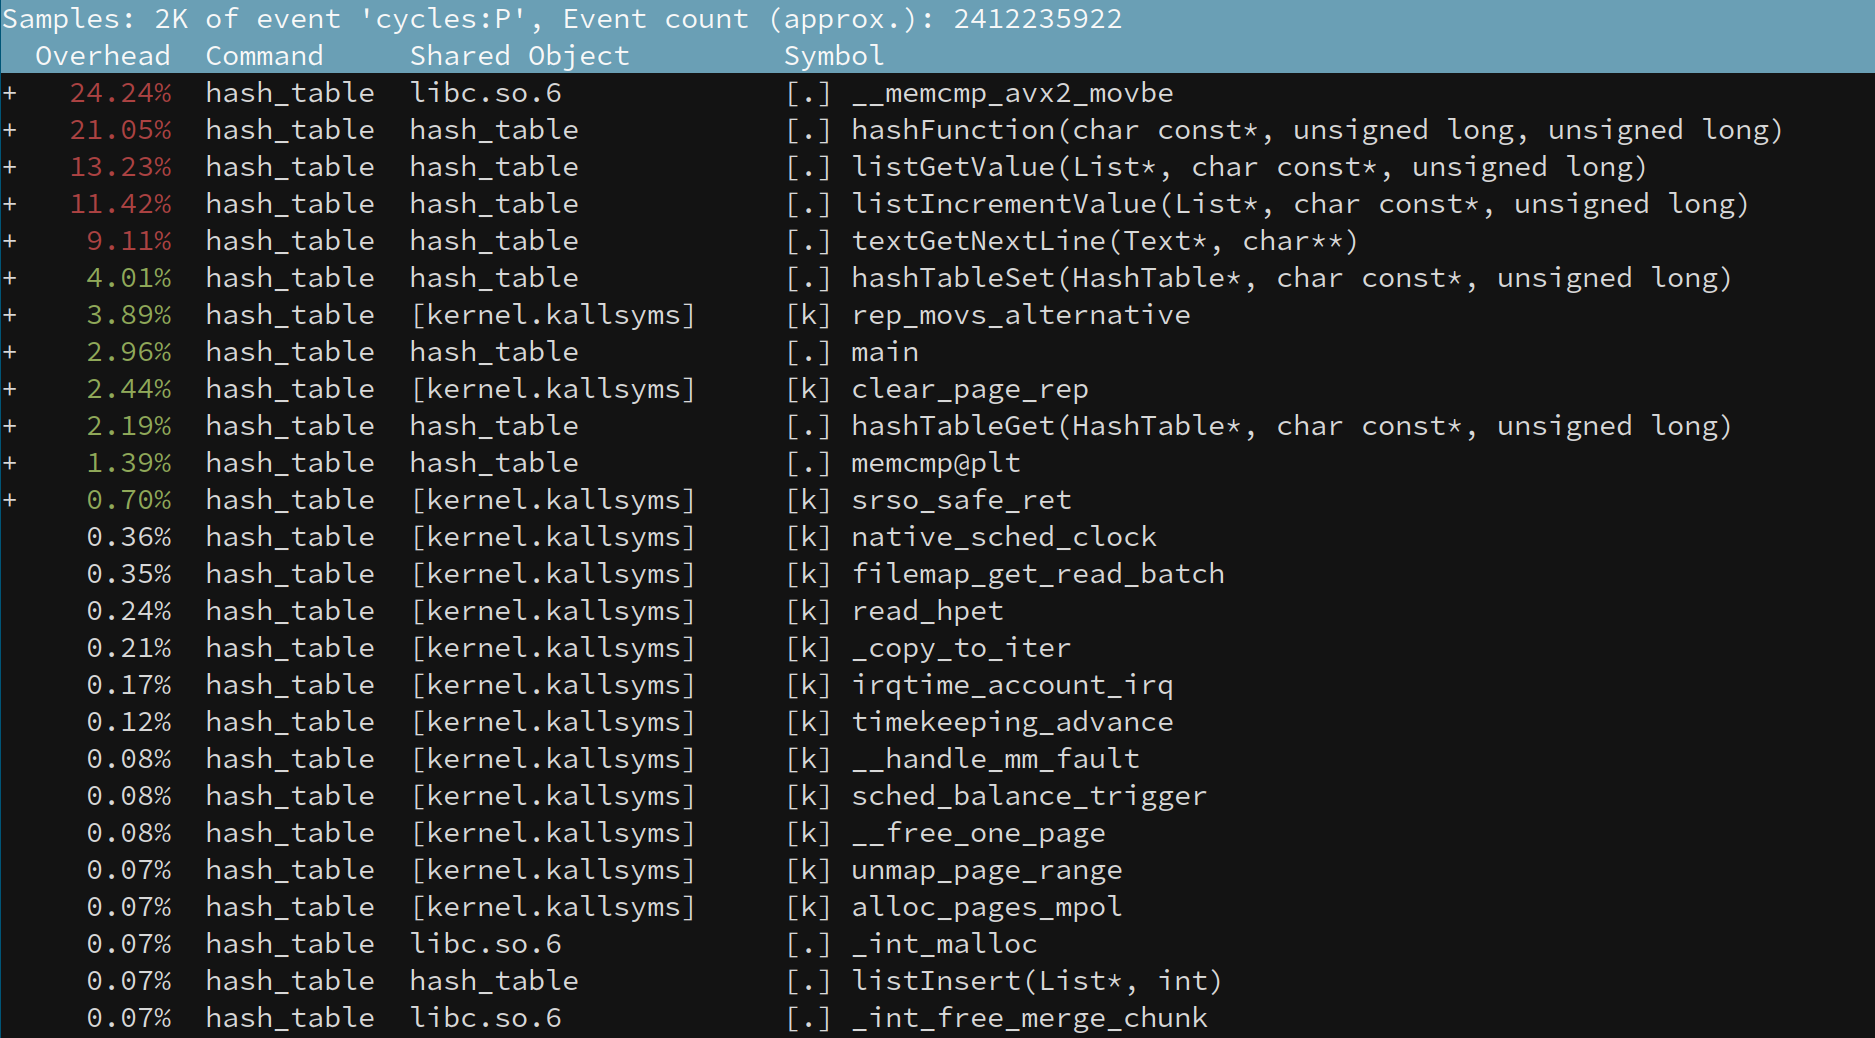 Samples: 2K of event 'cycles:P', Event count (approx.): 2412235922
Overhead  Command  Shared Object  Symbol
+ 24.24% hash_table libc.so.6 [.] __memcmp_avx2_movbe
+ 21.05% hash_table hash_table [.] hashFunction(char const*, unsigned long, unsigned long)
+ 13.23% hash_table hash_table [.] listGetValue(List*, char const*, unsigned long)
+ 11.42% hash_table hash_table [.] listIncrementValue(List*, char const*, unsigned long)
+ 9.11% hash_table hash_table [.] textGetNextLine(Text*, char**)
+ 4.01% hash_table hash_table [.] hashTableSet(HashTable*, char const*, unsigned long)
+ 3.89% hash_table [kernel.kallsyms] [k] rep_movs_alternative
+ 2.96% hash_table hash_table [.] main
+ 2.44% hash_table [kernel.kallsyms] [k] clear_page_rep
+ 2.19% hash_table hash_table [.] hashTableGet(HashTable*, char const*, unsigned long)
+ 1.39% hash_table hash_table [.] memcmp@plt
+ 0.70% hash_table [kernel.kallsyms] [k] srso_safe_ret
0.36% hash_table [kernel.kallsyms] [k] native_sched_clock
0.35% hash_table [kernel.kallsyms] [k] filemap_get_read_batch
0.24% hash_table [kernel.kallsyms] [k] read_hpet
0.21% hash_table [kernel.kallsyms] [k] _copy_to_iter
0.17% hash_table [kernel.kallsyms] [k] irqtime_account_irq
0.12% hash_table [kernel.kallsyms] [k] timekeeping_advance
0.08% hash_table [kernel.kallsyms] [k] __handle_mm_fault
0.08% hash_table [kernel.kallsyms] [k] sched_balance_trigger
0.08% hash_table [kernel.kallsyms] [k] __free_one_page
0.07% hash_table [kernel.kallsyms] [k] unmap_page_range
0.07% hash_table [kernel.kallsyms] [k] alloc_pages_mpol
0.07% hash_table libc.so.6 [.] _int_malloc
0.07% hash_table hash_table [.] listInsert(List*, int)
0.07% hash_table libc.so.6 [.] _int_free_merge_chunk